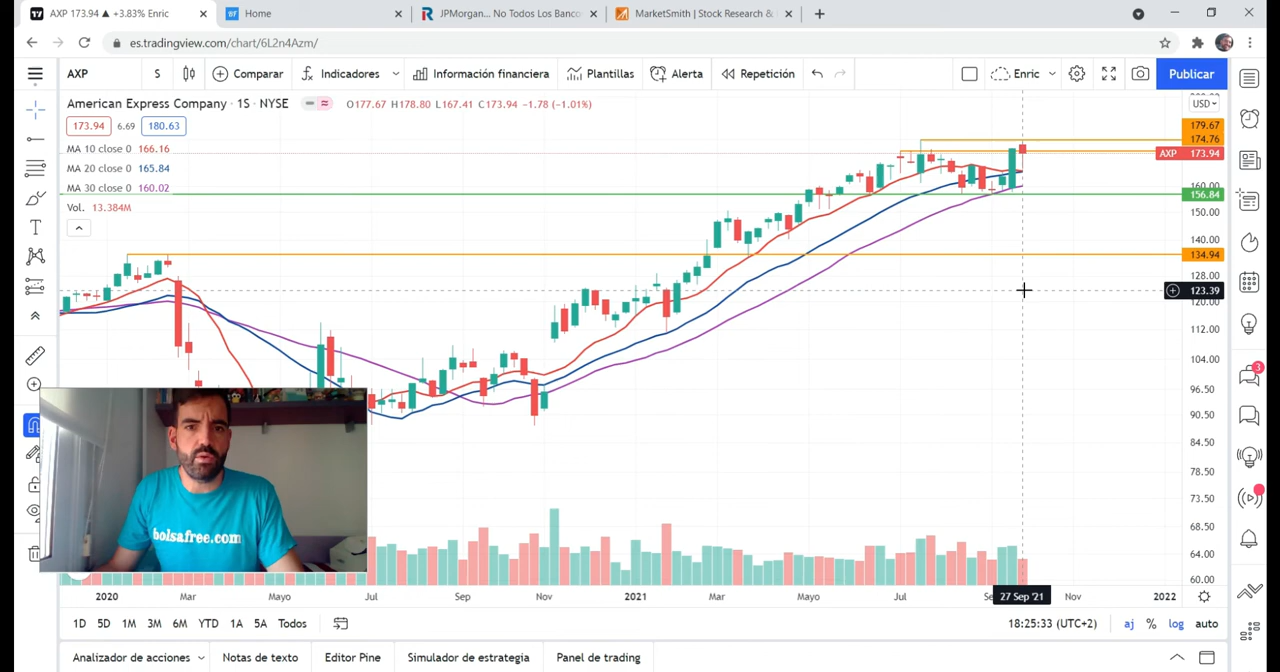 AXP 173.94 ▲ +3.83% Enric
Home
JPMorgan... No Todos Los Banco
MarketSmith | Stock Research &
es.tradingview.com/chart/6L2n4Azm/
AXP S Comparar Indicadores Información financiera Plantillas Alerta Repetición Enric Publicar
American Express Company · 1S · NYSE O177.67 H178.80 L167.41 C173.94 -1.78 (-1.01%)
173.94 6.69 180.63
MA 10 close 0 166.16
MA 20 close 0 165.84
MA 30 close 0 160.02
Vol. 13.384M
USD
179.67
174.76
AXP 173.94
160.00
156.84
150.00
140.00
134.94
128.00
123.39
120.00
112.00
104.00
96.50
90.50
84.50
78.50
73.50
68.50
64.00
60.00
3
bolsafree.com
2020 Mar Mayo Jul Sep Nov 2021 Mar Mayo Jul 27 Sep '21 Nov 2022
1D 5D 1M 3M 6M YTD 1A 5A Todos 18:25:33 (UTC+2) aj % log auto
Analizador de acciones Notas de texto Editor Pine Simulador de estrategia Panel de trading